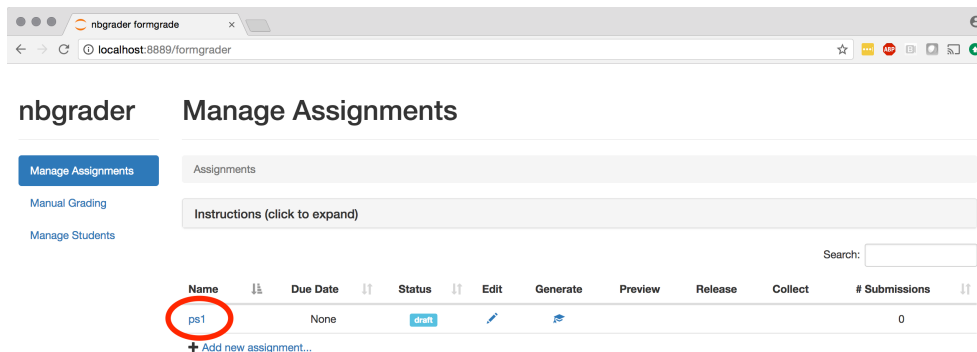 nbgrader formgrade
localhost:8889/formgrader
ABP
nbgrader
Manage Assignments
Manage Assignments
Manual Grading
Manage Students
Assignments
Instructions (click to expand)
Search:
Name Due Date Status Edit Generate Preview Release Collect # Submissions
ps1 None draft 0
Add new assignment...